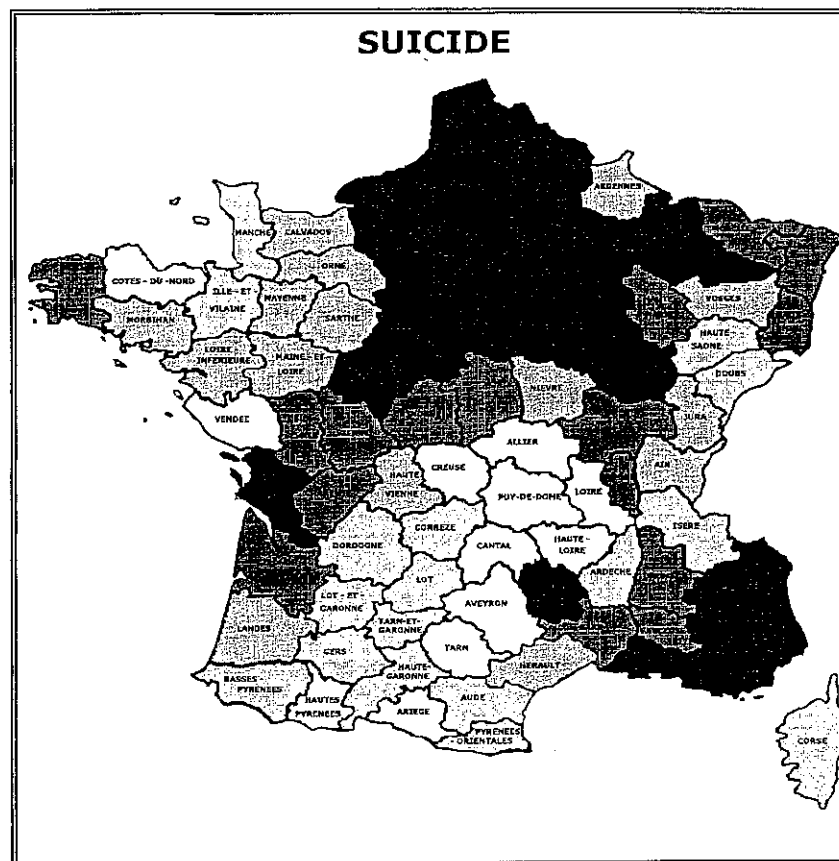 SUICIDE
ARDENNES
MANCHE
CALVADOS
ORNE
COTES-DU-NORD
ILLE-ET
VILAINE
MAYENNE
SARTHE
MORBIHAN
LOIRE
INFERIEURE
MAINE-ET
LOIRE
VENDEE
VOSGES
HAUTE
SAONE
DOUBS
JURA
NIEVRE
ALLIER
AIN
HAUTE
VIENNE
CREUSE
PUY-DE-DOME
LOIRE
ISERE
CORREZE
DORDOGNE
CANTAL
HAUTE-
LOIRE
ARDECHE
LOT
LOT-ET
GARONNE
AVEYRON
TARN-ET-
GARONNE
LANDES
GERS
TARN
HERAULT
HAUTE-
GARONNE
BASSES
PYRENEES
HAUTES
PYRENEES
ARIEGE
AUDE
PYRENEES
-ORIENTALES
CORSE